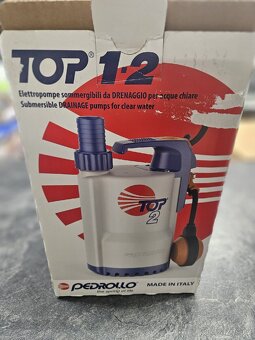 TOP® 1-2
Elettropompe sommergibili da DRENAGGIO per acque chiare
Submersible DRAINAGE pumps for clear water
TOP
2
PEDROLLO®
the spring of life
MADE IN ITALY